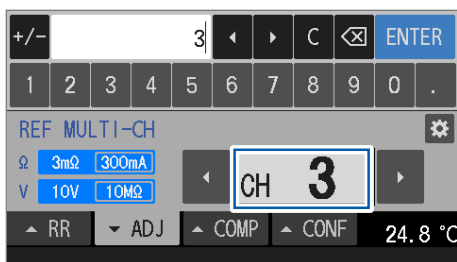 +/- 3 ◂ ▸ C ⌫ ENTER
1 2 3 4 5 6 7 8 9 0 .
REF MULTI-CH
Ω 3mΩ 300mA
V 10V 10MΩ
◂ CH 3 ▸
▴ RR ▾ ADJ ▴ COMP ▴ CONF 24.8 °C